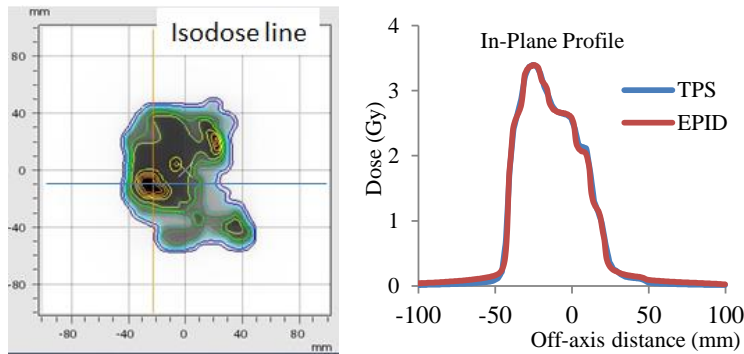 mm
Isodose line
80
40
0
-40
-80
-80
-40
0
40
80
mm
In-Plane Profile
TPS
EPID
Dose (Gy)
4
3
2
1
0
-100
-50
0
50
100
Off-axis distance (mm)